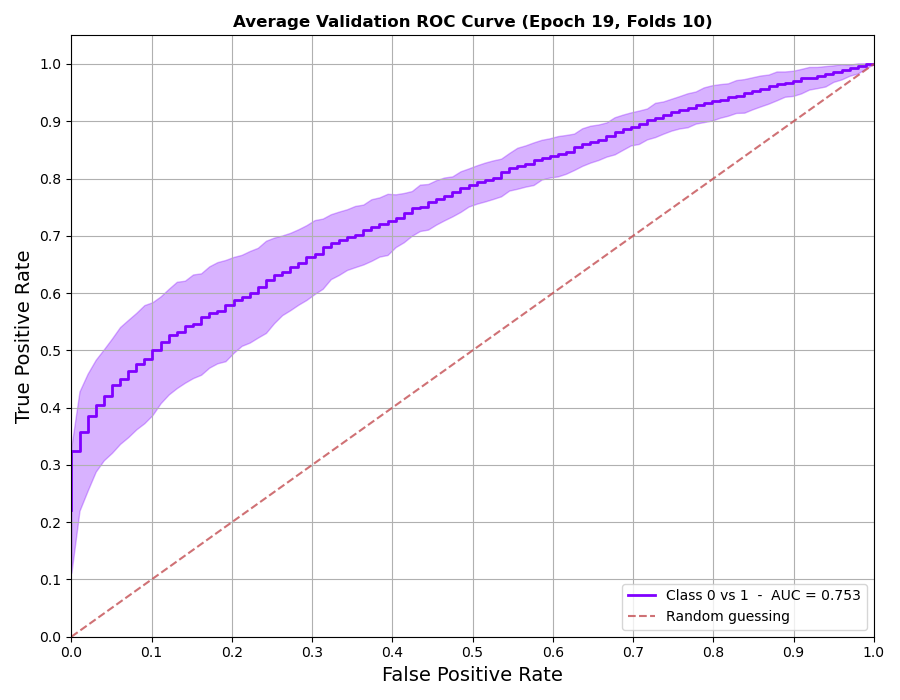 Average Validation ROC Curve (Epoch 19, Folds 10)
True Positive Rate
1.0
0.9
0.8
0.7
0.6
0.5
0.4
0.3
0.2
0.1
0.0
0.0 0.1 0.2 0.3 0.4 0.5 0.6 0.7 0.8 0.9 1.0
False Positive Rate
Class 0 vs 1 - AUC = 0.753
Random guessing